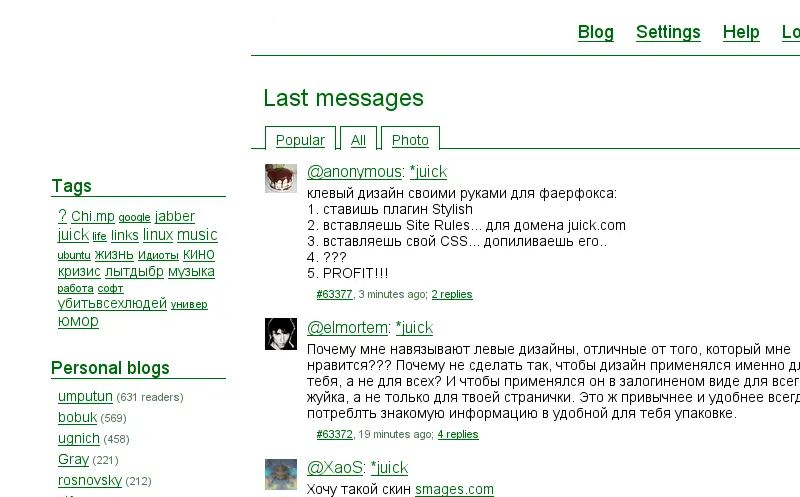 Blog Settings Help Lo
Last messages
Popular All Photo
Tags
? Chi.mp google jabber
juick life links linux music
ubuntu жизнь Идиоты кино
кризис лытдыбр музыка
работа софт
убитьвсехлюдей универ
юмор
Personal blogs
umputun (631 readers)
bobuk (569)
ugnich (458)
Gray (221)
rosnovsky (212)
@anonymous: *juick
клевый дизайн своими руками для фаерфокса:
1. ставишь плагин Stylish
2. вставляешь Site Rules... для домена juick.com
3. вставляешь свой CSS... допиливаешь его..
4. ???
5. PROFIT!!!
#63377, 3 minutes ago; 2 replies
@elmortem: *juick
Почему мне навязывают левые дизайны, отличные от того, который мне
нравится??? Почему не сделать так, чтобы дизайн применялся именно дл
тебя, а не для всех? И чтобы применялся он в залогиненом виде для всег
жуйка, а не только для твоей странички. Это ж привычнее и удобнее всегд
потреблть знакомую информацию в удобной для тебя упаковке.
#63372, 19 minutes ago; 4 replies
@XaoS: *juick
Хочу такой скин smages.com